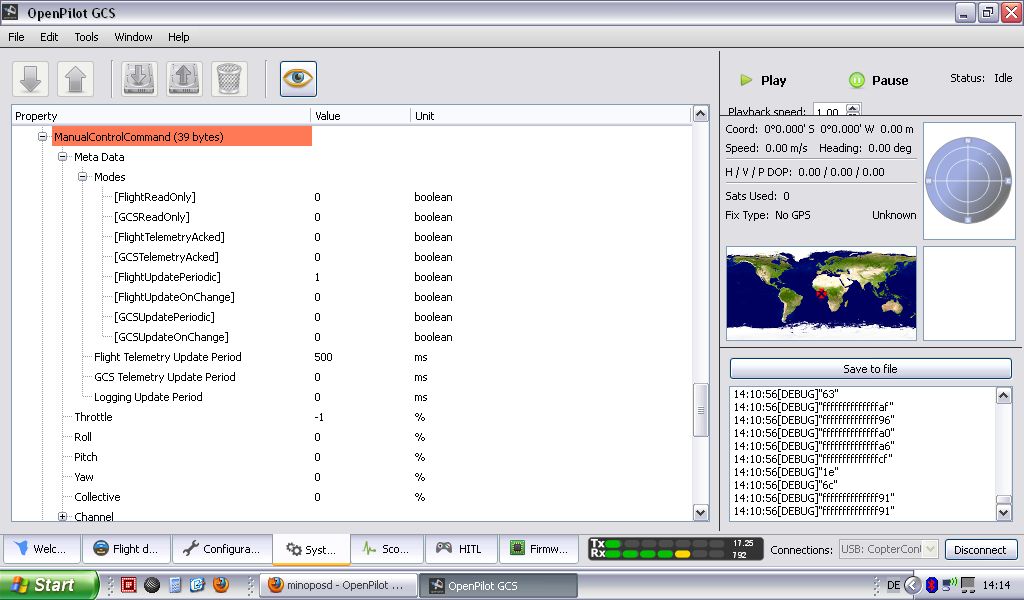 OpenPilot GCS
File Edit Tools Window Help
Property Value Unit
ManualControlCommand (39 bytes)
Meta Data
Modes
[FlightReadOnly] 0 boolean
[GCSReadOnly] 0 boolean
[FlightTelemetryAcked] 0 boolean
[GCSTelemetryAcked] 0 boolean
[FlightUpdatePeriodic] 1 boolean
[FlightUpdateOnChange] 0 boolean
[GCSUpdatePeriodic] 0 boolean
[GCSUpdateOnChange] 0 boolean
Flight Telemetry Update Period 500 ms
GCS Telemetry Update Period 0 ms
Logging Update Period 0 ms
Throttle -1 %
Roll 0 %
Pitch 0 %
Yaw 0 %
Collective 0 %
Channel
Play Pause Status: Idle
Playback speed: 1.00
Coord: 0°0.000' S 0°0.000' W 0.00 m
Speed: 0.00 m/s Heading: 0.00 deg
H / V / P DOP: 0.00 / 0.00 / 0.00
Sats Used: 0
Fix Type: No GPS Unknown
Save to file
14:10:56[DEBUG]"63"
14:10:56[DEBUG]"ffffffffffffffaf"
14:10:56[DEBUG]"ffffffffffffff96"
14:10:56[DEBUG]"ffffffffffffffa0"
14:10:56[DEBUG]"ffffffffffffffa6"
14:10:56[DEBUG]"ffffffffffffffcf"
14:10:56[DEBUG]"1e"
14:10:56[DEBUG]"6c"
14:10:56[DEBUG]"ffffffffffffff91"
14:10:56[DEBUG]"ffffffffffffff91"
Welc... Flight d... Configura... Syst... Sco... HITL Firmw...
Tx 17.25
Rx 792
Connections: USB: CopterCont Disconnect
Start minoposd - OpenPilot ... OpenPilot GCS DE 14:14